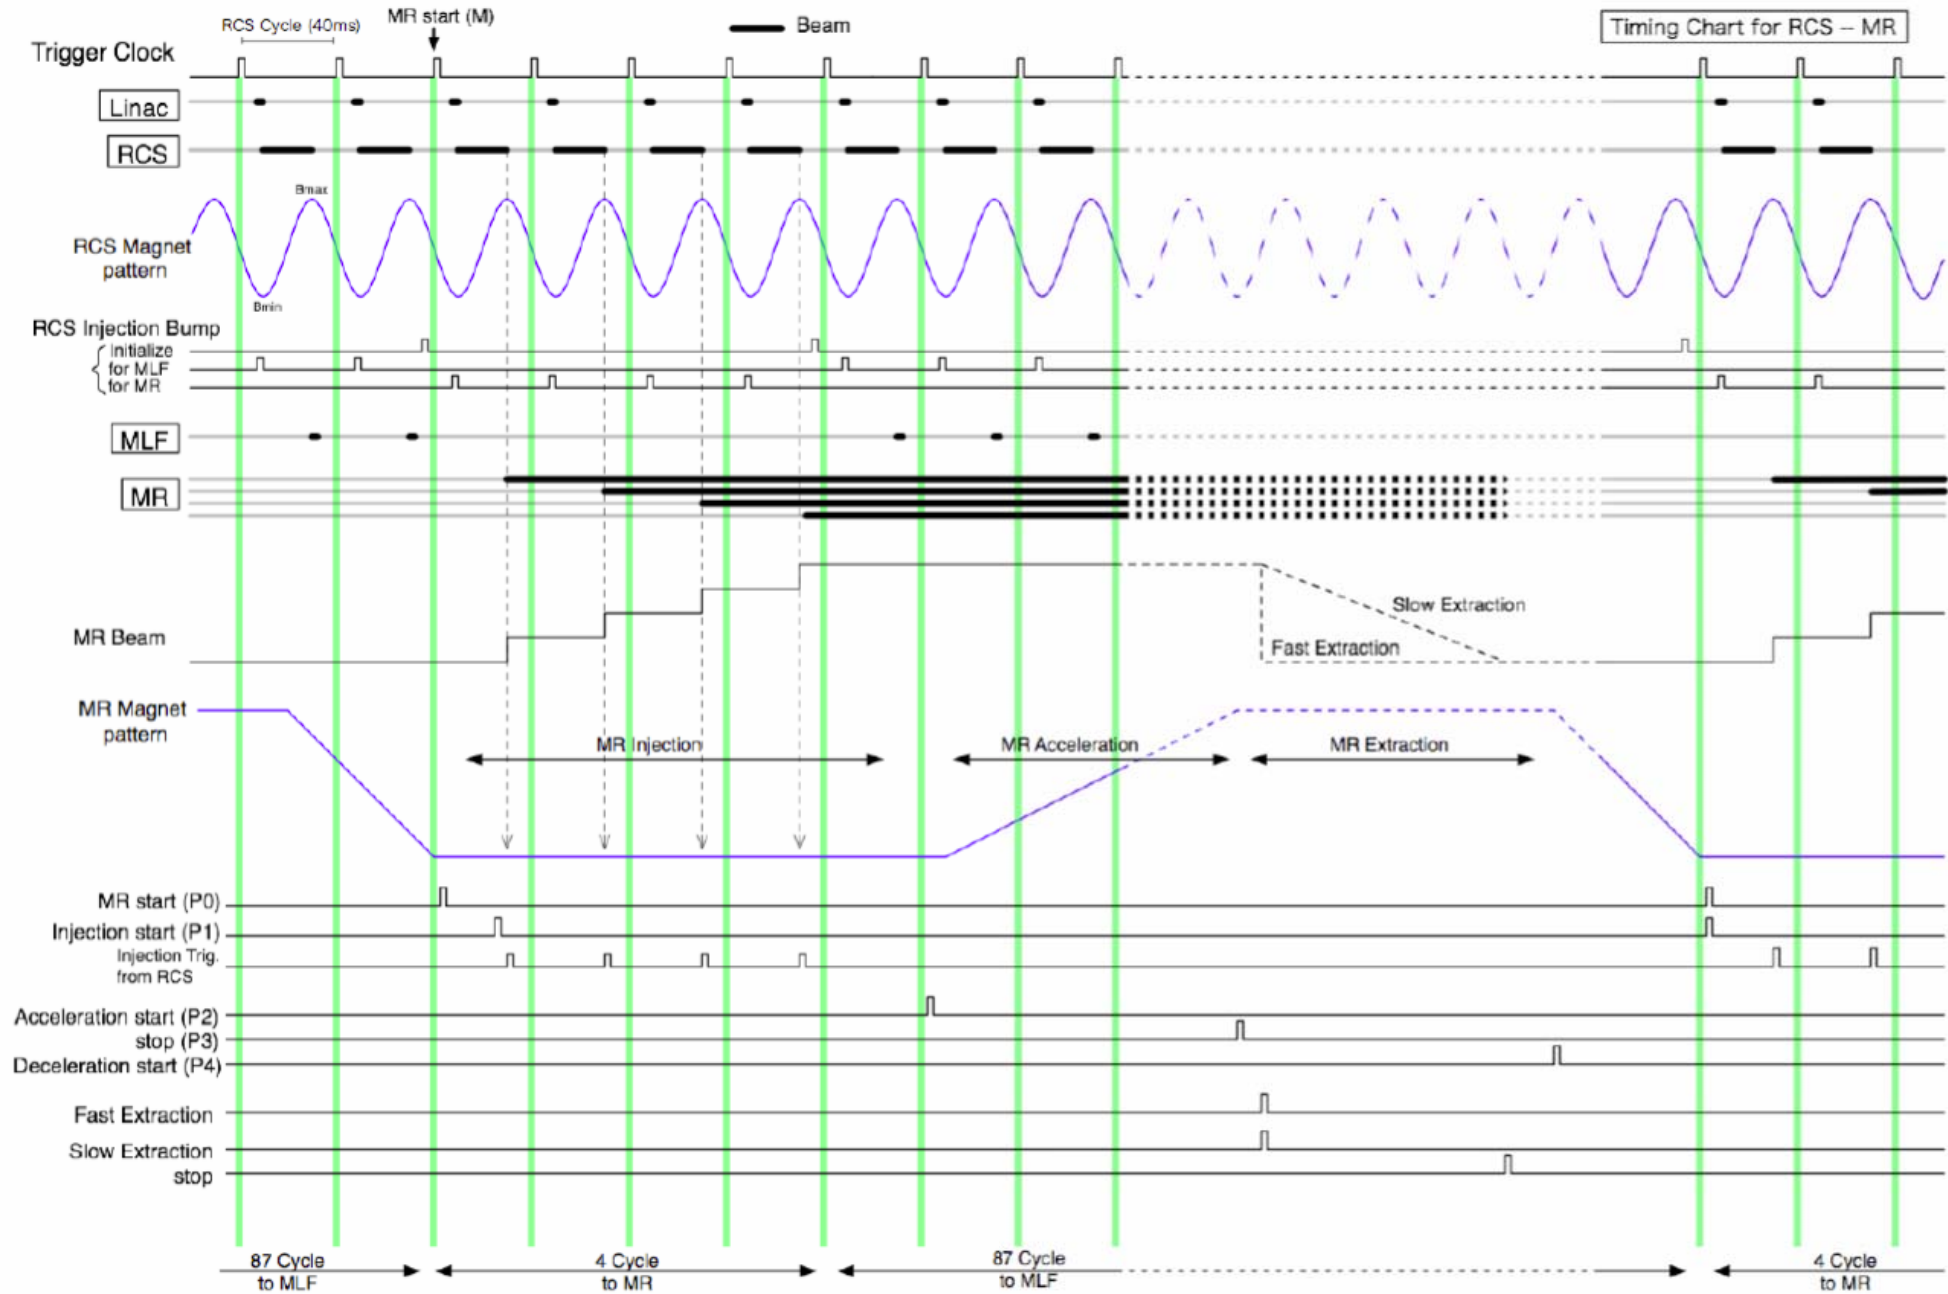 RCS Cycle (40ms)
MR start (M)
Beam
Timing Chart for RCS – MR
Trigger Clock
Linac
RCS
Bmax
RCS Magnet
pattern
Bmin
RCS Injection Bump
Initialize
for MLF
for MR
MLF
MR
Slow Extraction
Fast Extraction
MR Beam
MR Magnet
pattern
MR Injection
MR Acceleration
MR Extraction
MR start (P0)
Injection start (P1)
Injection Trig.
from RCS
Acceleration start (P2)
stop (P3)
Deceleration start (P4)
Fast Extraction
Slow Extraction
stop
87 Cycle
to MLF
4 Cycle
to MR
87 Cycle
to MLF
4 Cycle
to MR